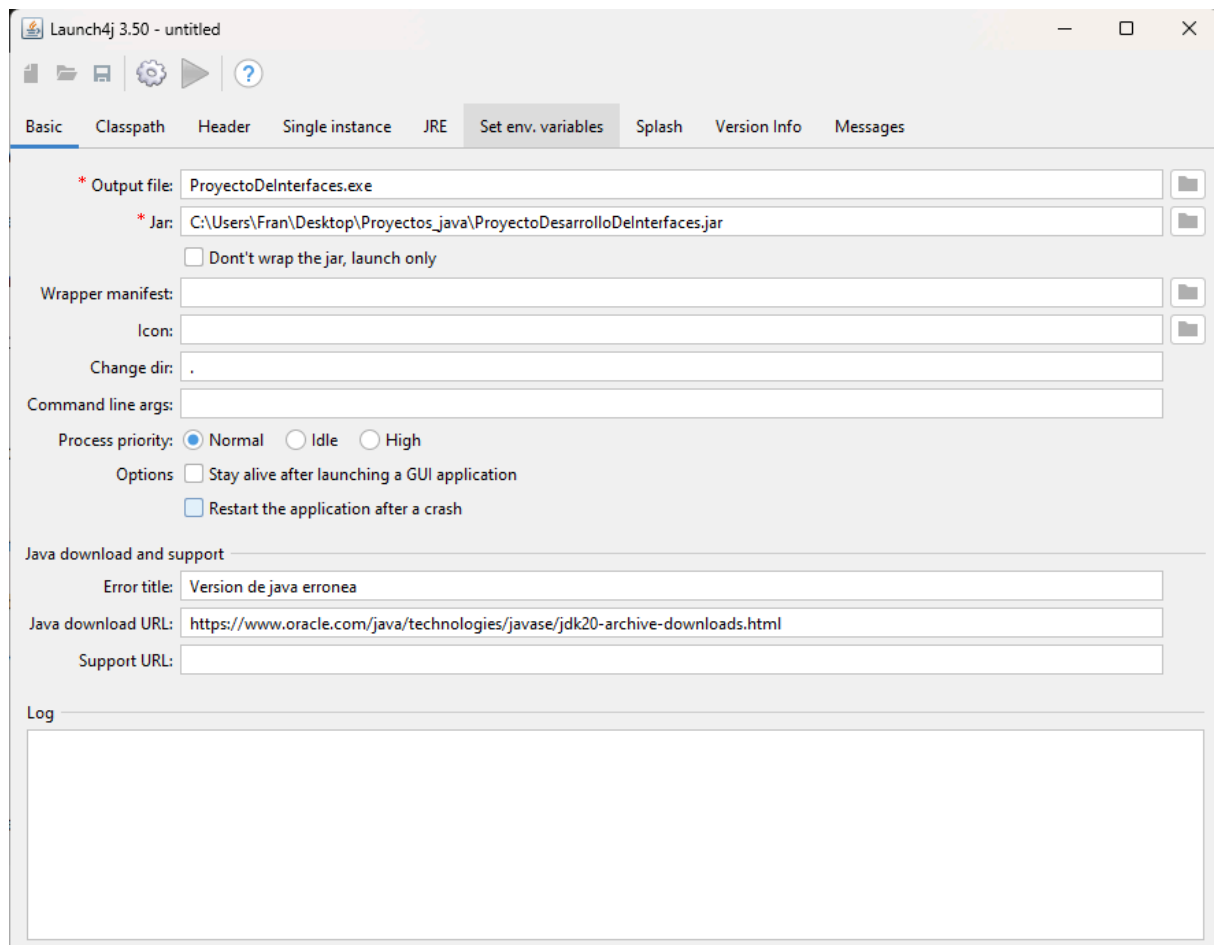 Launch4j 3.50 - untitled
Basic Classpath Header Single instance JRE Set env. variables Splash Version Info Messages
* Output file: ProyectoDeInterfaces.exe
* Jar: C:\Users\Fran\Desktop\Proyectos_java\ProyectoDesarrolloDeInterfaces.jar
Dont't wrap the jar, launch only
Wrapper manifest:
Icon:
Change dir: .
Command line args:
Process priority: Normal Idle High
Options Stay alive after launching a GUI application
Restart the application after a crash
Java download and support
Error title: Version de java erronea
Java download URL: https://www.oracle.com/java/technologies/javase/jdk20-archive-downloads.html
Support URL:
Log